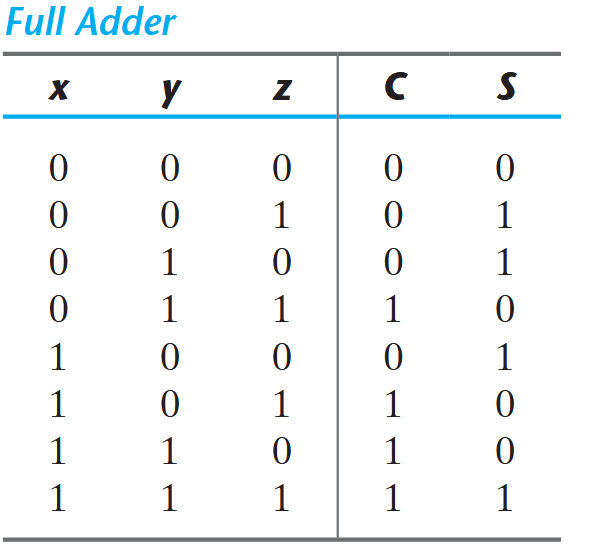 Full Adder
x y z C S
0 0 0 0 0
0 0 1 0 1
0 1 0 0 1
0 1 1 1 0
1 0 0 0 1
1 0 1 1 0
1 1 0 1 0
1 1 1 1 1